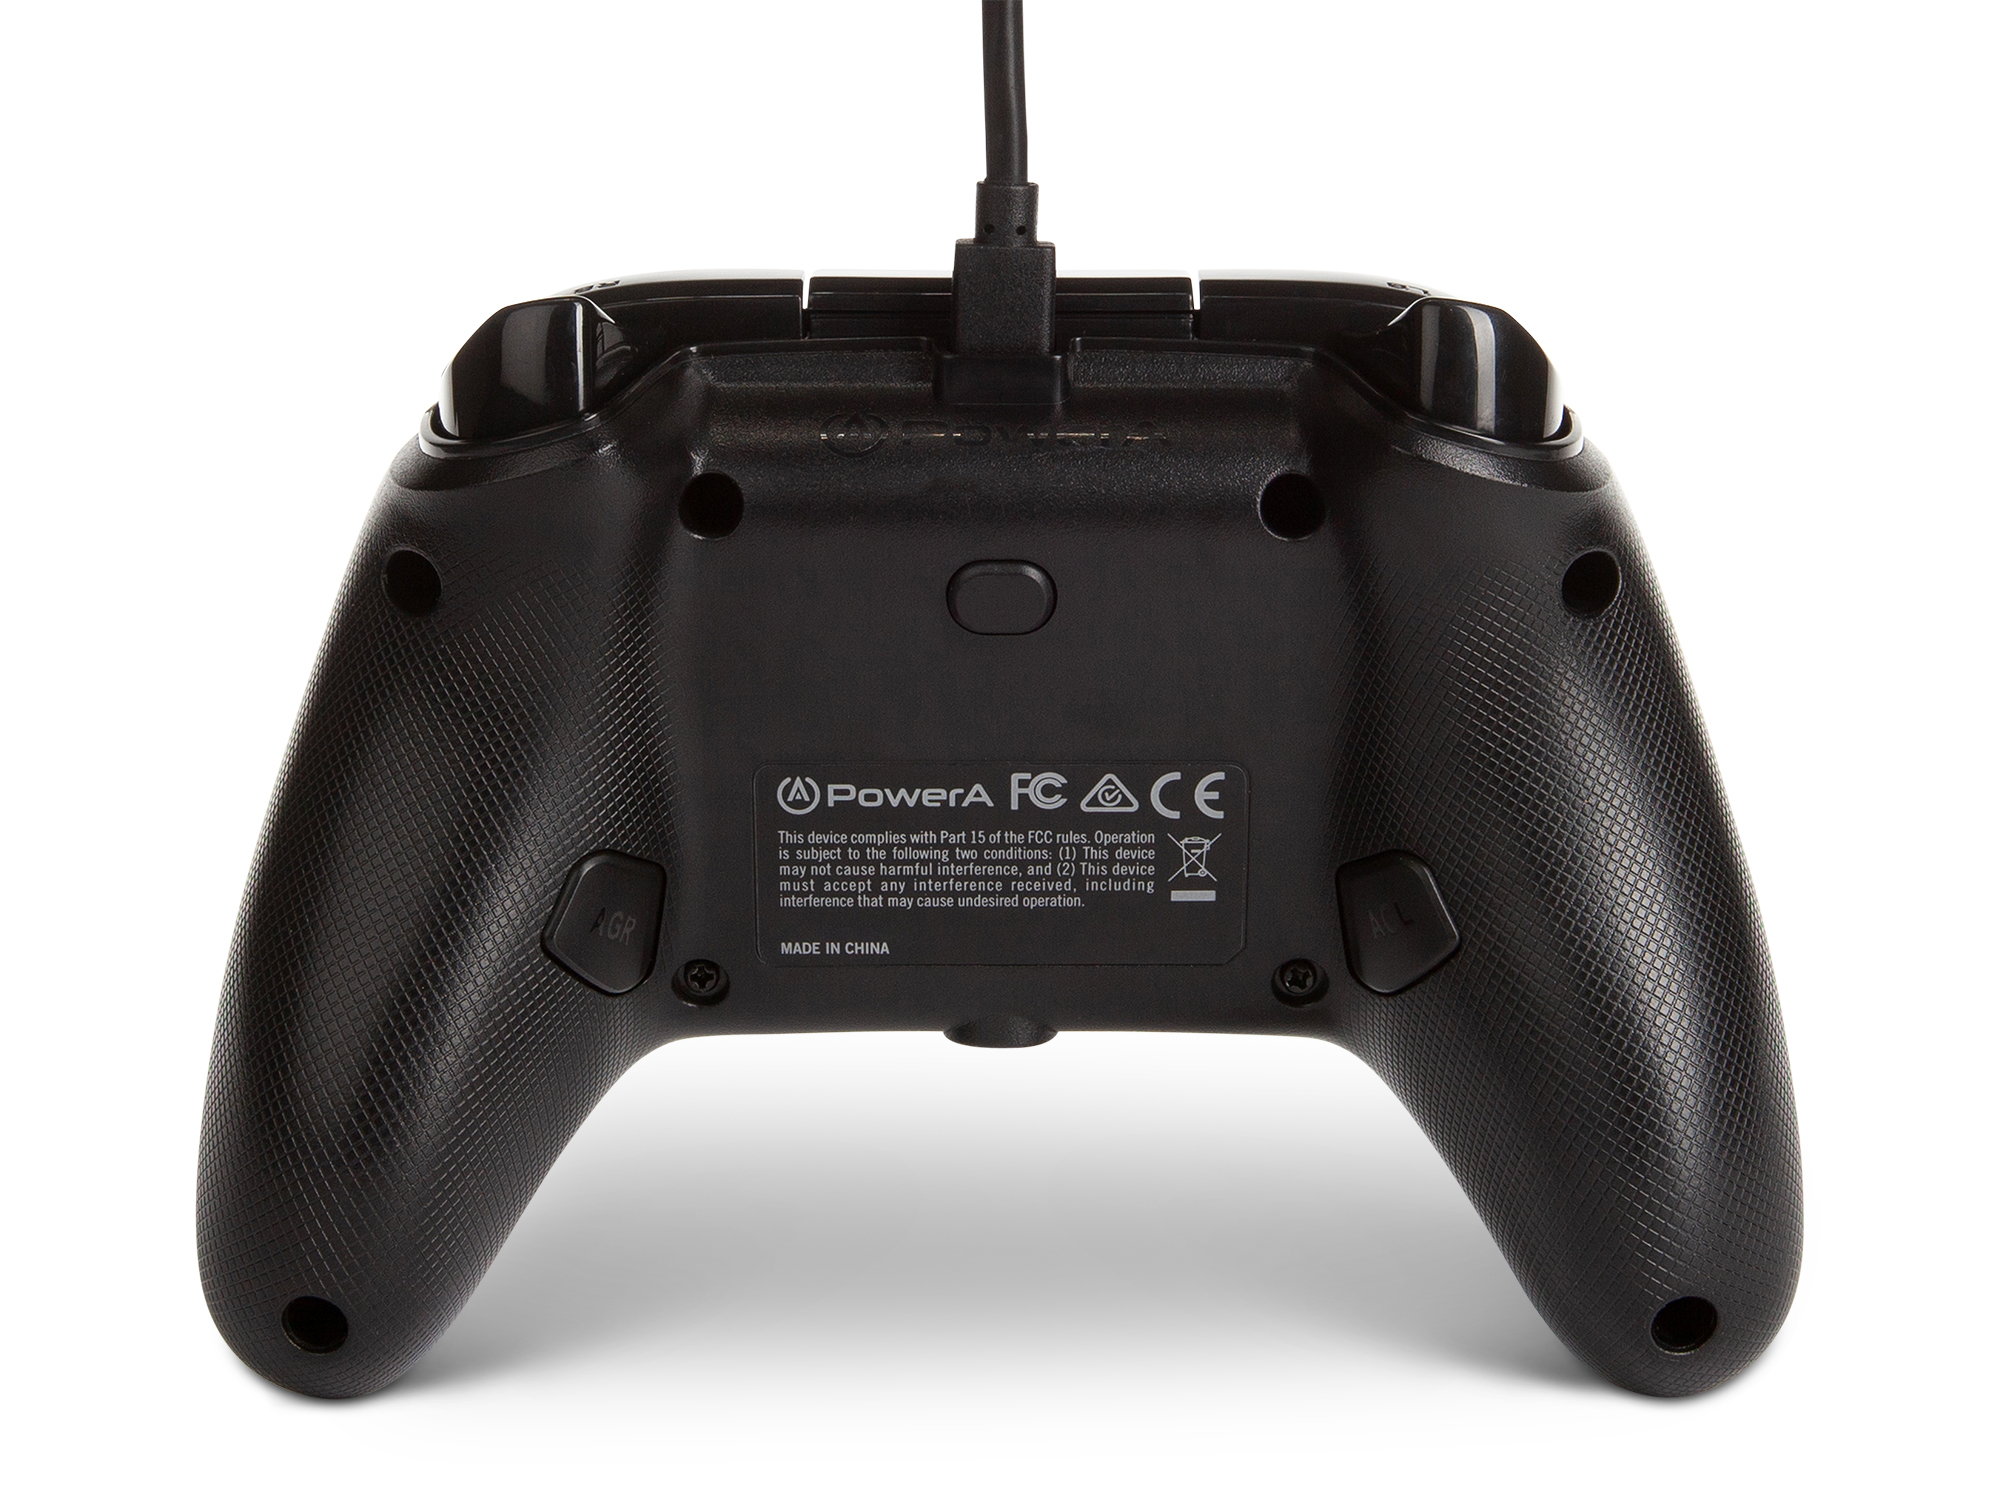 RB
LB
PowerA
PowerA FC CE
This device complies with Part 15 of the FCC rules. Operation
is subject to the following two conditions: (1) This device
may not cause harmful interference, and (2) This device
must accept any interference received, including
interference that may cause undesired operation.
AGR
AGL
MADE IN CHINA